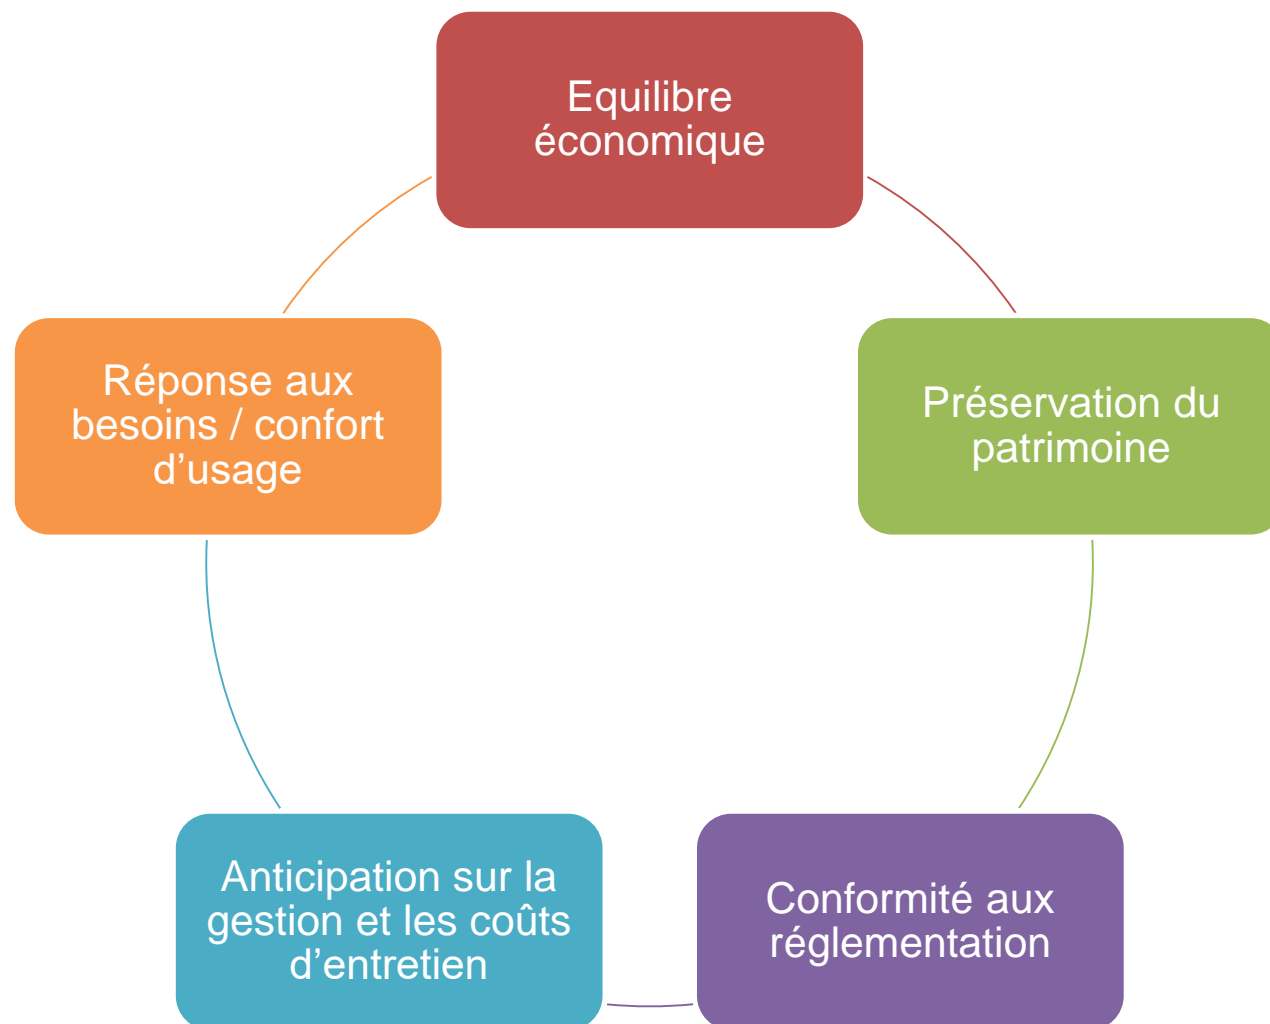 Equilibre
économique
Préservation du
patrimoine
Conformité aux
réglementation
Anticipation sur la
gestion et les coûts
d’entretien
Réponse aux
besoins / confort
d’usage